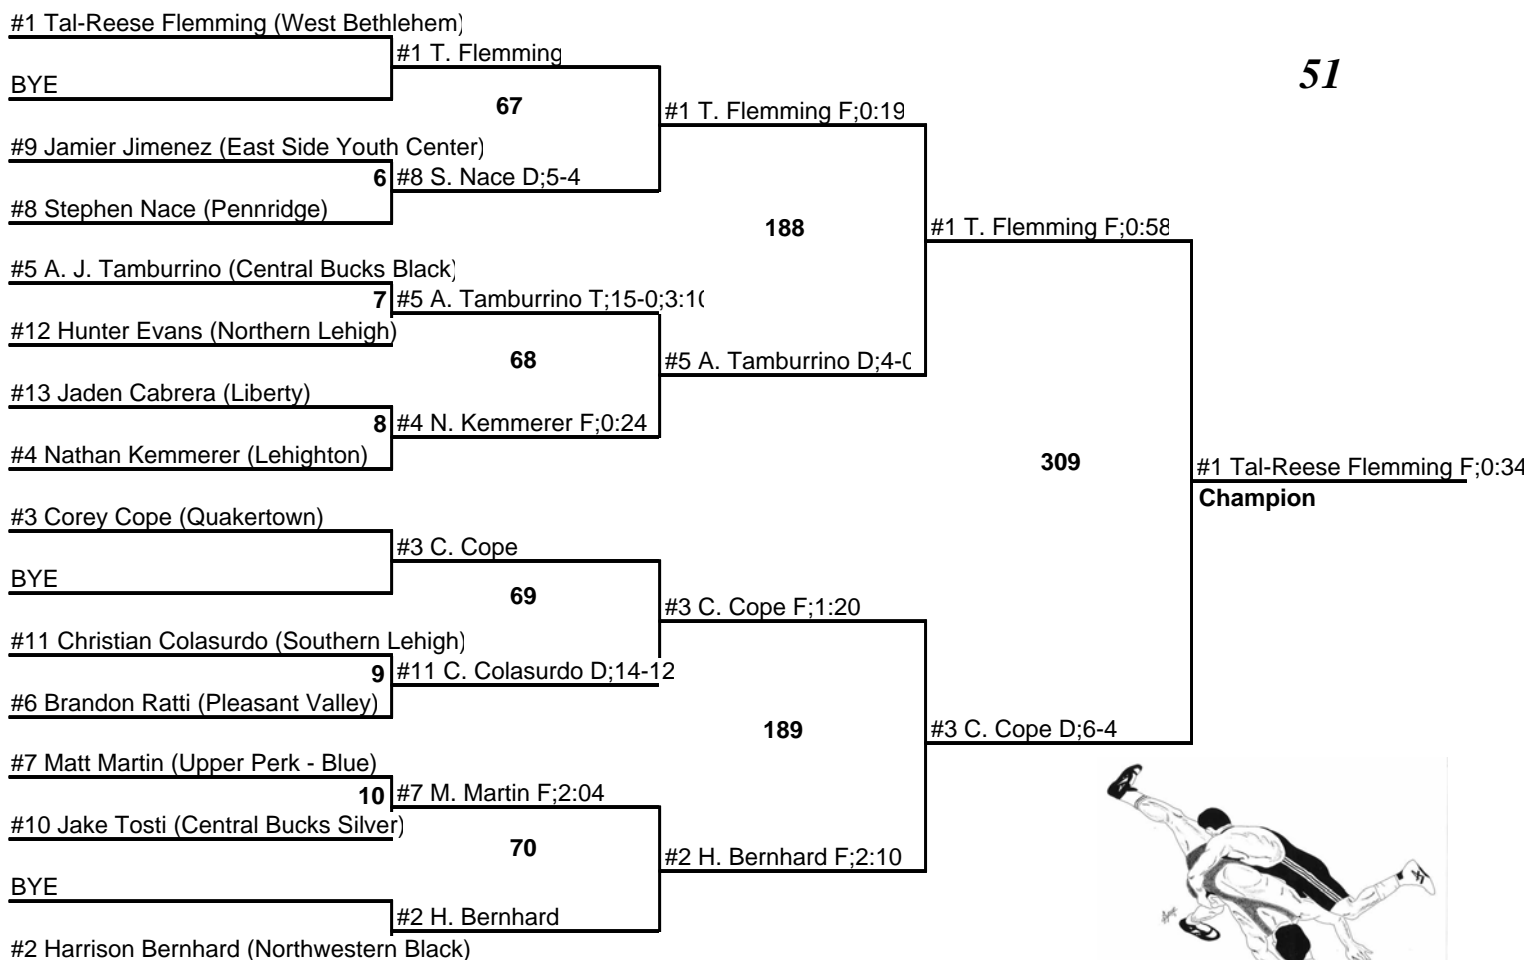 #1 Tal-Reese Flemming (West Bethlehem)
#1 T. Flemming
51
BYE
67
#1 T. Flemming F;0:19
#9 Jamier Jimenez (East Side Youth Center)
6
#8 S. Nace D;5-4
#8 Stephen Nace (Pennridge)
188
#1 T. Flemming F;0:58
#5 A. J. Tamburrino (Central Bucks Black)
7
#5 A. Tamburrino T;15-0;3:10
#12 Hunter Evans (Northern Lehigh)
68
#5 A. Tamburrino D;4-0
#13 Jaden Cabrera (Liberty)
8
#4 N. Kemmerer F;0:24
#4 Nathan Kemmerer (Lehighton)
309
#1 Tal-Reese Flemming F;0:34
Champion
#3 Corey Cope (Quakertown)
#3 C. Cope
BYE
69
#3 C. Cope F;1:20
#11 Christian Colasurdo (Southern Lehigh)
9
#11 C. Colasurdo D;14-12
#6 Brandon Ratti (Pleasant Valley)
189
#3 C. Cope D;6-4
#7 Matt Martin (Upper Perk - Blue)
10
#7 M. Martin F;2:04
#10 Jake Tosti (Central Bucks Silver)
70
#2 H. Bernhard F;2:10
BYE
#2 H. Bernhard
#2 Harrison Bernhard (Northwestern Black)